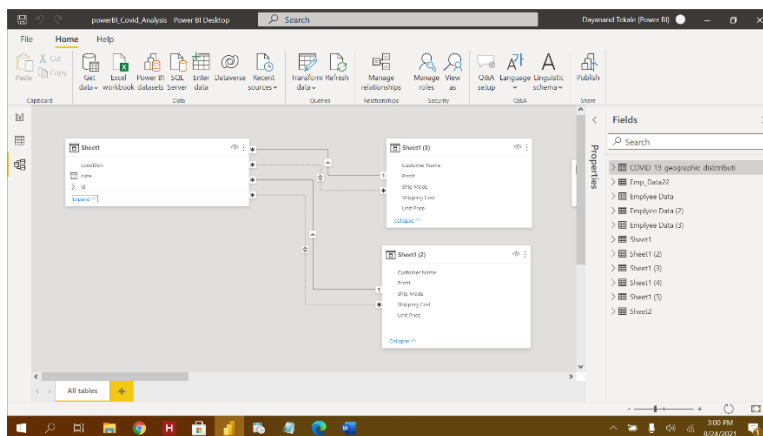 powerBI_Covid_Analysis - Power BI Desktop
Search
Dayanand Tokale (Power BI)
File Home Help
Paste
Cut
Copy
Get data
Excel workbook
Power BI datasets
SQL Server
Enter data
Dataverse
Recent sources
Transform data
Refresh
Manage relationships
Manage roles
View as
Q&A setup
Language
Linguistic schema
Publish
Clipboard
Data
Queries
Relationships
Security
Q&A
Share
Sheet1
condition
date
id
Expand
Sheet1 (3)
Customer Name
Profit
Ship Mode
Shipping Cost
Unit Price
Collapse
Sheet1 (2)
Customer Name
Profit
Ship Mode
Shipping Cost
Unit Price
Collapse
1
1
Properties
Fields
Search
COVID 19 geographic disbtributi
Emp_Data22
Emplyee Data
Emplyee Data (2)
Emplyee Data (3)
Sheet1
Sheet1 (2)
Sheet1 (3)
Sheet1 (4)
Sheet1 (5)
Sheet2
All tables
3:00 PM
8/24/2021